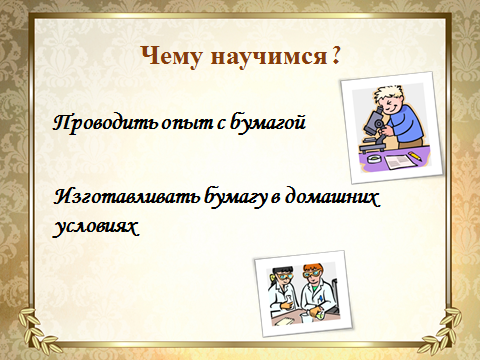 Чему научимся?
Проводить опыт с бумагой
Изготавливать бумагу в домашних
условиях